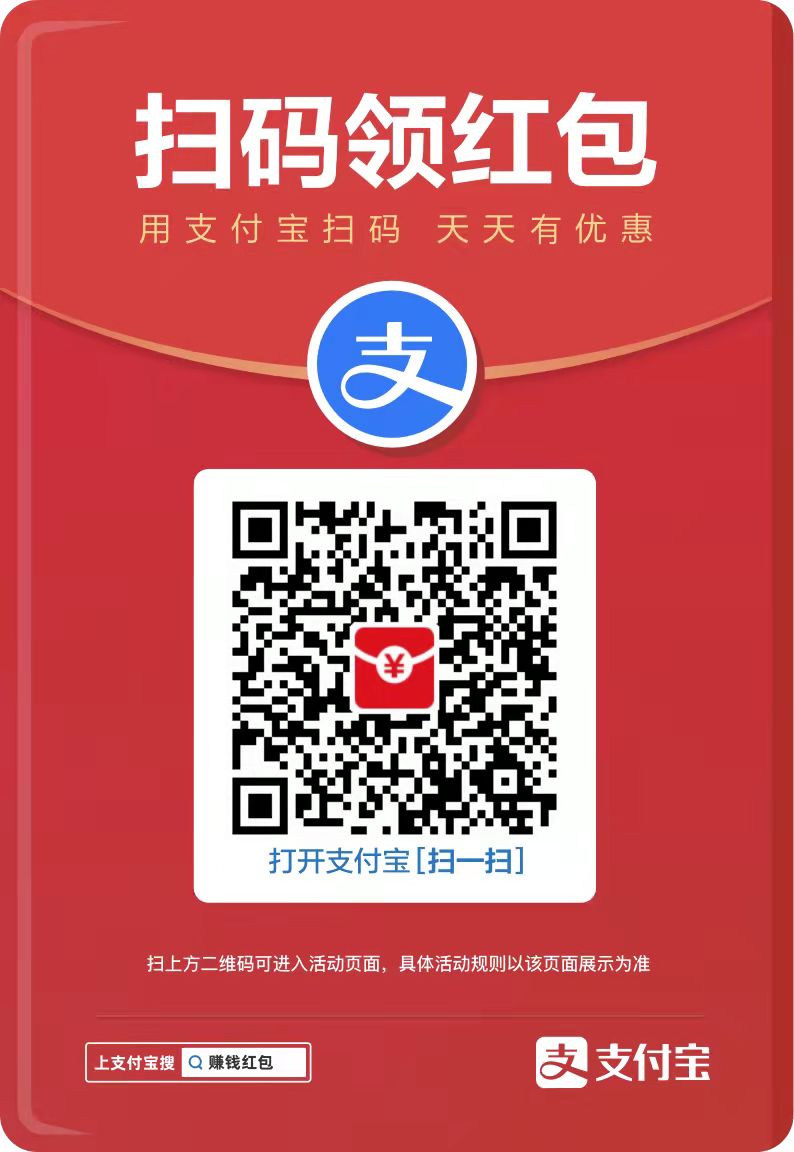 扫码领红包
用支付宝扫码 天天有优惠
支
¥
打开支付宝[扫一扫]
扫上方二维码可进入活动页面，具体活动规则以该页面展示为准
上支付宝搜 赚钱红包
支 支付宝